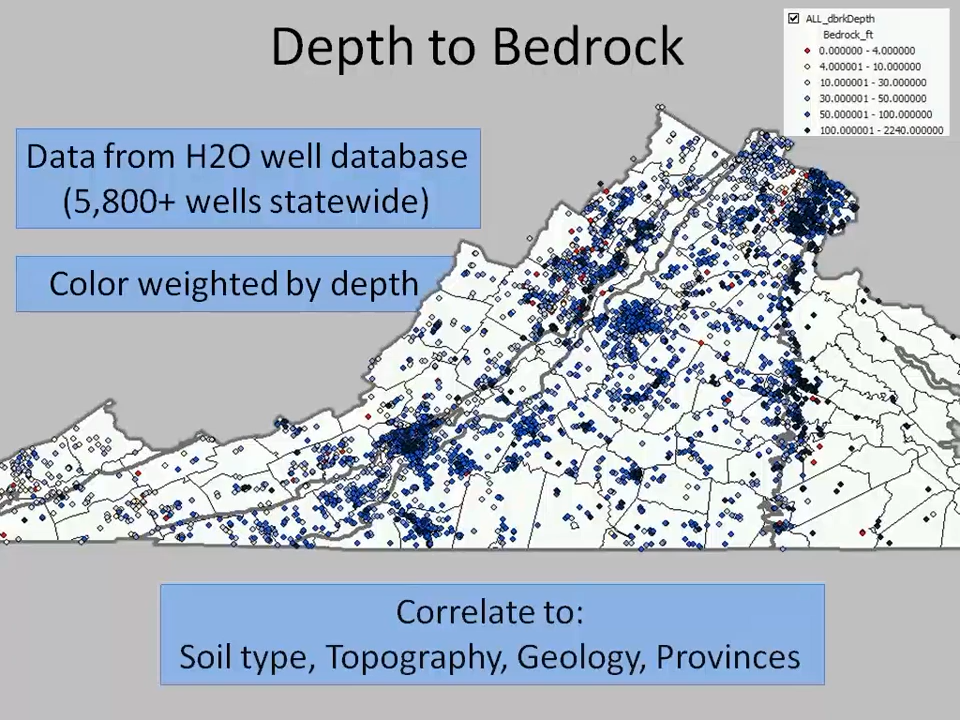 Depth to Bedrock
ALL_dbrkDepth
Bedrock_ft
0.000000 - 4.000000
4.000001 - 10.000000
10.000001 - 30.000000
30.000001 - 50.000000
50.000001 - 100.000000
100.000001 - 2240.000000
Data from H2O well database
(5,800+ wells statewide)
Color weighted by depth
Correlate to:
Soil type, Topography, Geology, Provinces